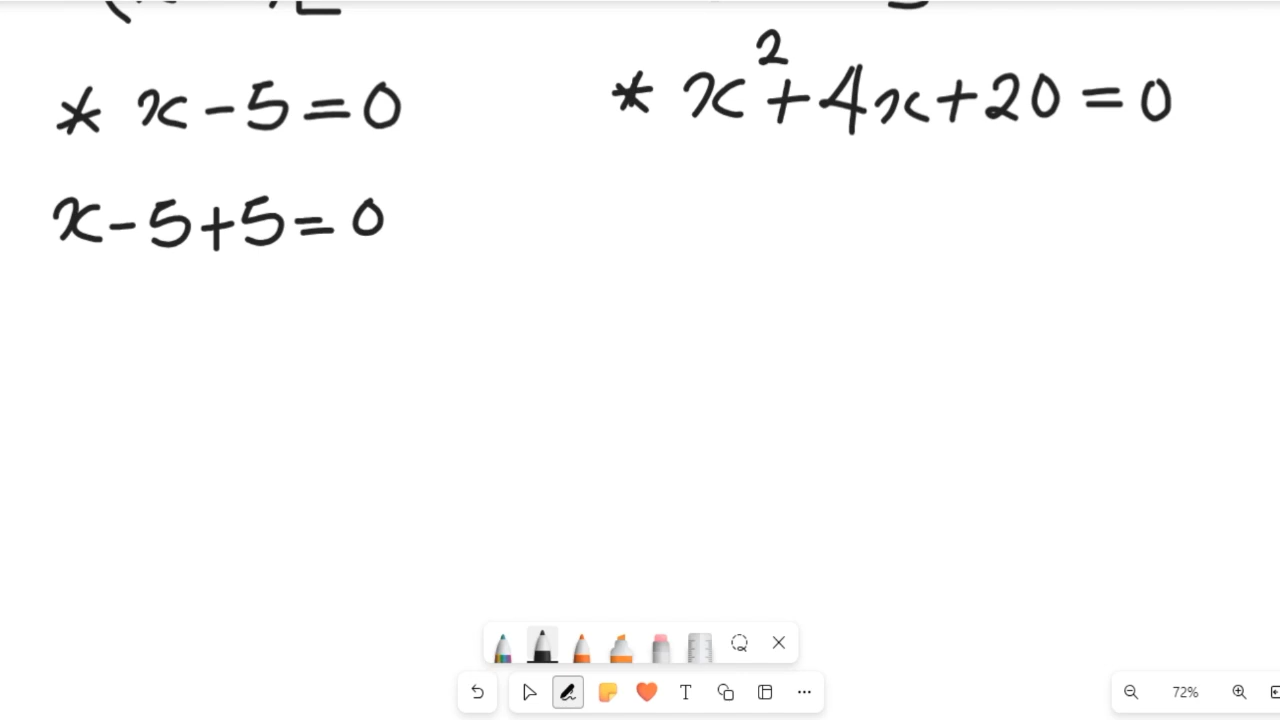 * x - 5 = 0
* x² + 4x + 20 = 0
x - 5 + 5 = 0
T
72%